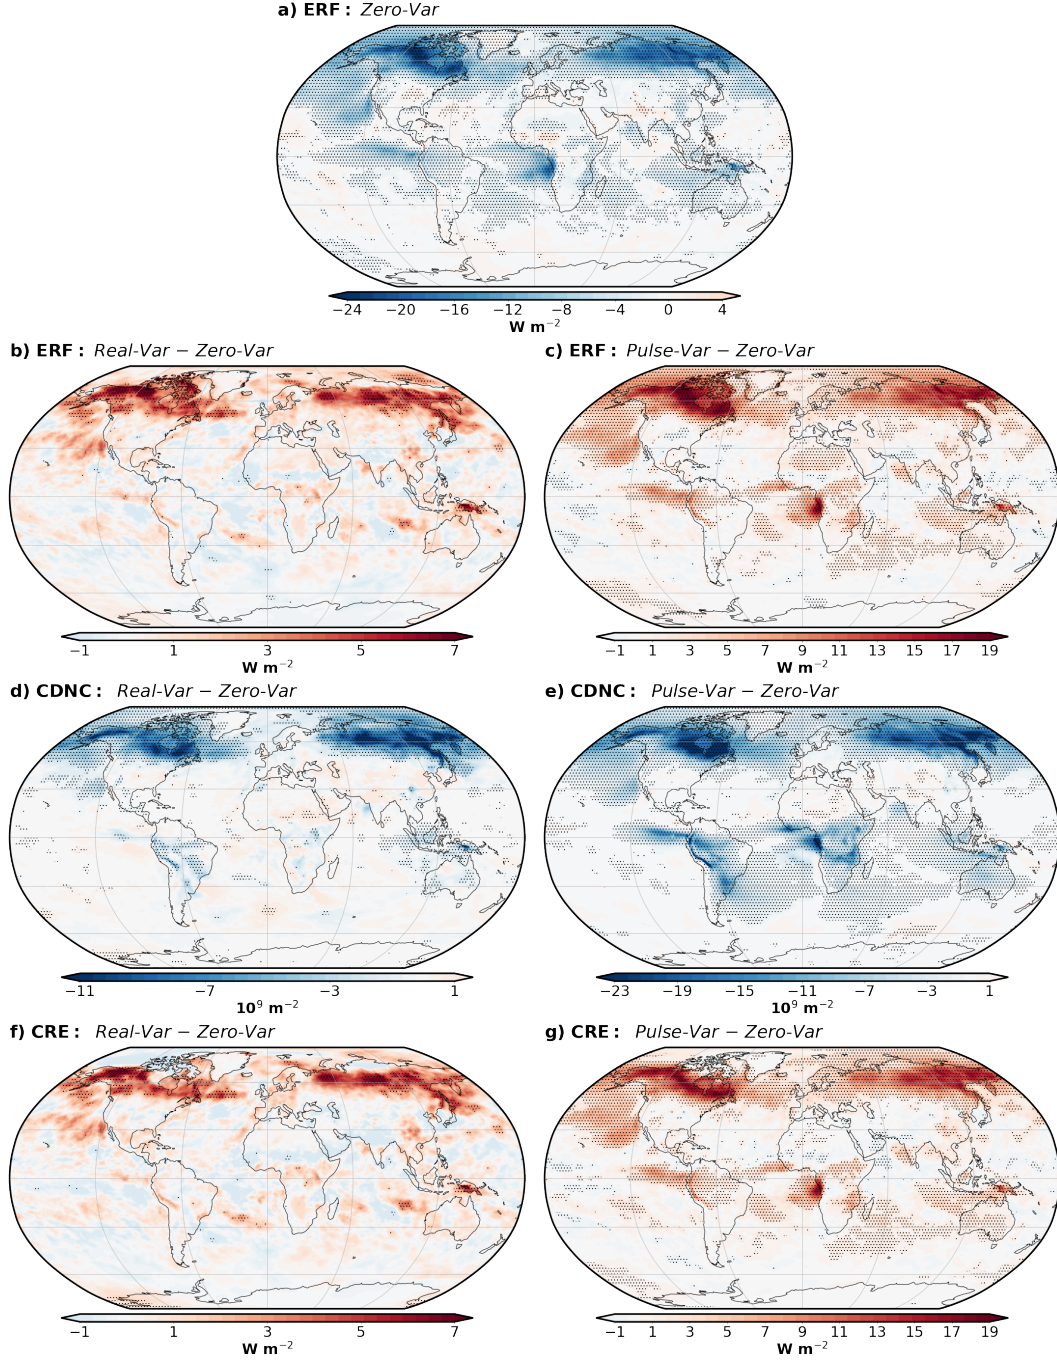 a) ERF : Zero-Var
−24 −20 −16 −12 −8 −4 0 4
W m−2
b) ERF : Real-Var − Zero-Var
−1 1 3 5 7
W m−2
c) ERF : Pulse-Var − Zero-Var
−1 1 3 5 7 9 11 13 15 17 19
W m−2
d) CDNC : Real-Var − Zero-Var
−11 −7 −3 1
10⁹ m−2
e) CDNC : Pulse-Var − Zero-Var
−23 −19 −15 −11 −7 −3 1
10⁹ m−2
f) CRE : Real-Var − Zero-Var
−1 1 3 5 7
W m−2
g) CRE : Pulse-Var − Zero-Var
−1 1 3 5 7 9 11 13 15 17 19
W m−2